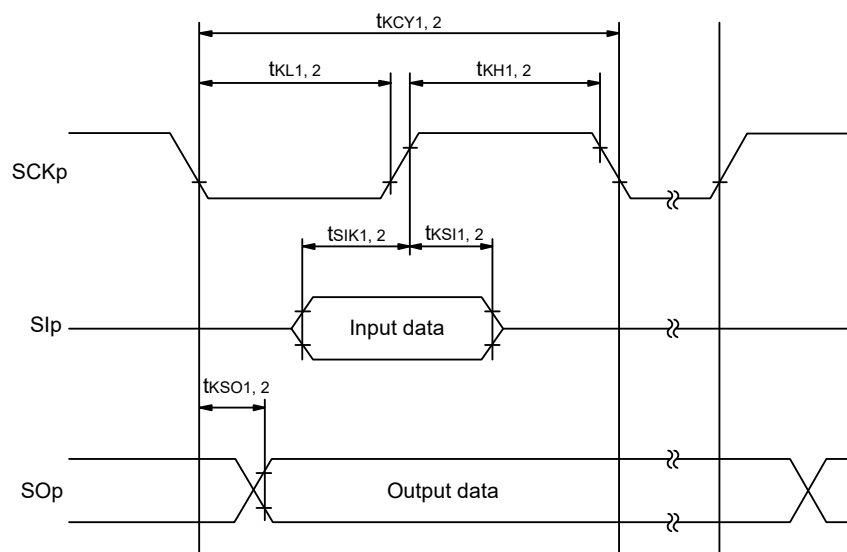 tKCY1, 2
tKL1, 2
tKH1, 2
SCKp
tSIK1, 2
tKSI1, 2
SIp
Input data
tKSO1, 2
SOp
Output data